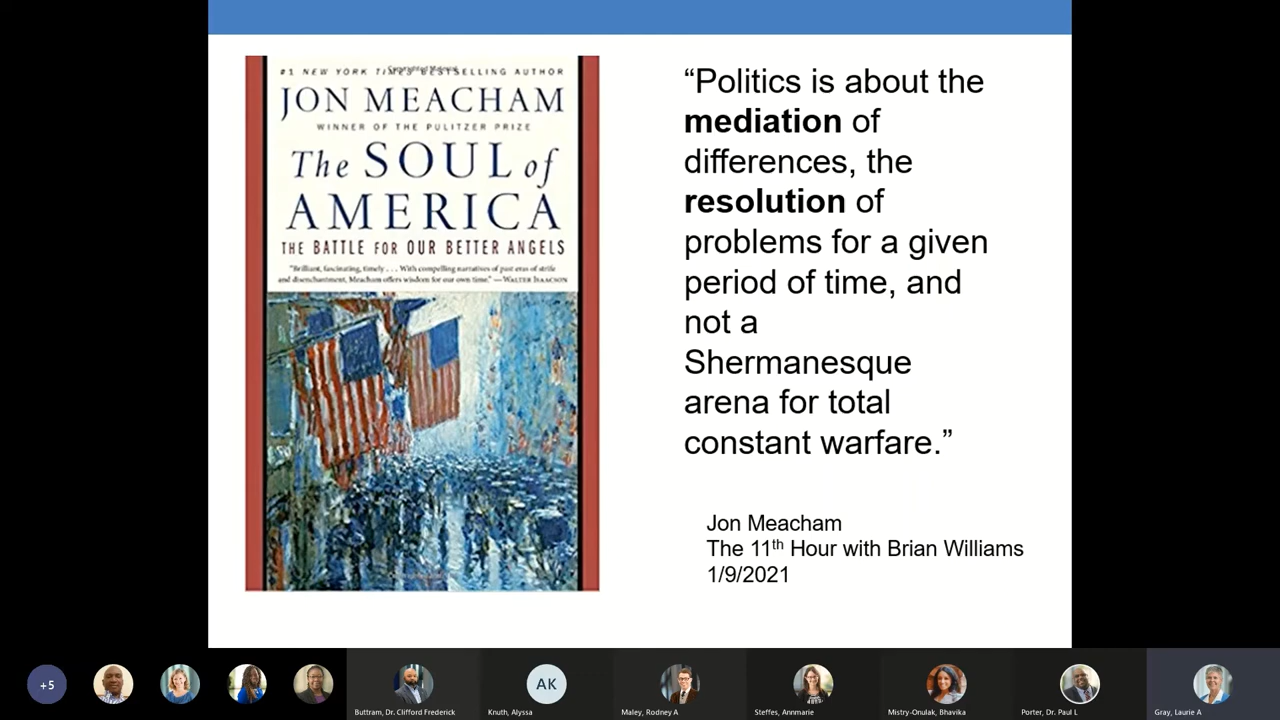 #1 NEW YORK TIMES BESTSELLING AUTHOR
JON MEACHAM
WINNER OF THE PULITZER PRIZE
The SOUL of
AMERICA
THE BATTLE FOR OUR BETTER ANGELS
"Brilliant, fascinating, timely . . . With compelling narratives of past eras of strife
and disenchantment, Meacham offers wisdom for our own time." —WALTER ISAACSON
“Politics is about the
mediation of
differences, the
resolution of
problems for a given
period of time, and
not a
Shermanesque
arena for total
constant warfare.”
Jon Meacham
The 11th Hour with Brian Williams
1/9/2021
+5
AK
Buttram, Dr. Clifford Frederick
Knuth, Alyssa
Maley, Rodney A
Steffes, Annmarie
Mistry-Onulak, Bhavika
Porter, Dr. Paul L
Gray, Laurie A